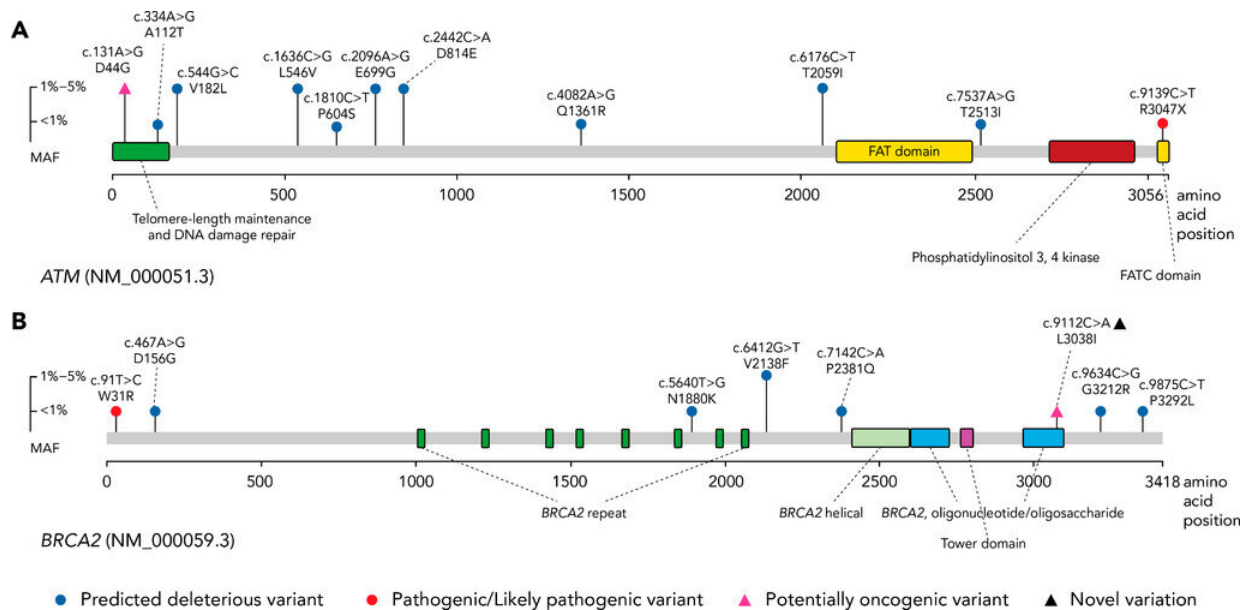 A
c.334A>G
A112T
c.131A>G
D44G
c.544G>C
V182L
c.1636C>G
L546V
c.1810C>T
P604S
c.2096A>G
E699G
c.2442C>A
D814E
c.4082A>G
Q1361R
c.6176C>T
T2059I
c.7537A>G
T2513I
c.9139C>T
R3047X
1%–5%
<1%
MAF
FAT domain
0 500 1000 1500 2000 2500 3056 amino
acid
position
Telomere-length maintenance
and DNA damage repair
Phosphatidylinositol 3, 4 kinase
FATC domain
ATM (NM_000051.3)
B
c.91T>C
W31R
c.467A>G
D156G
c.5640T>G
N1880K
c.6412G>T
V2138F
c.7142C>A
P2381Q
c.9112C>A
L3038I
c.9634C>G
G3212R
c.9875C>T
P3292L
1%–5%
<1%
MAF
0 500 1000 1500 2000 2500 3000 3418 amino
acid
position
BRCA2 repeat
BRCA2 helical
BRCA2, oligonucleotide/oligosaccharide
Tower domain
BRCA2 (NM_000059.3)
Predicted deleterious variant
Pathogenic/Likely pathogenic variant
Potentially oncogenic variant
Novel variation